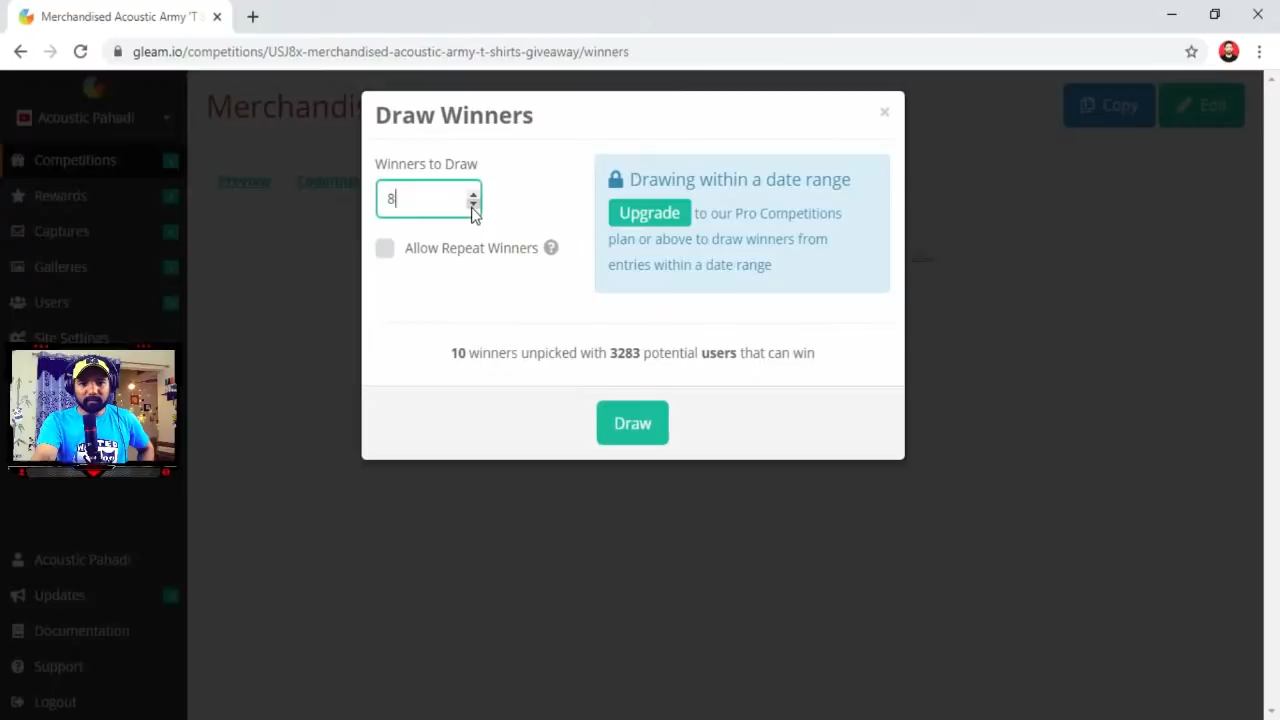 Merchandised Acoustic Army 'T S
gleam.io/competitions/USJ8x-merchandised-acoustic-army-t-shirts-giveaway/winners
Acoustic Pahadi
Competitions
Rewards
Captures
Galleries
Users
Site Settings
Acoustic Pahadi
Updates
Documentation
Support
Logout
Merchandis
Copy
Edit
Preview
Draw Winners
×
Winners to Draw
8
Allow Repeat Winners
Drawing within a date range
Upgrade to our Pro Competitions
plan or above to draw winners from
entries within a date range
10 winners unpicked with 3283 potential users that can win
Draw